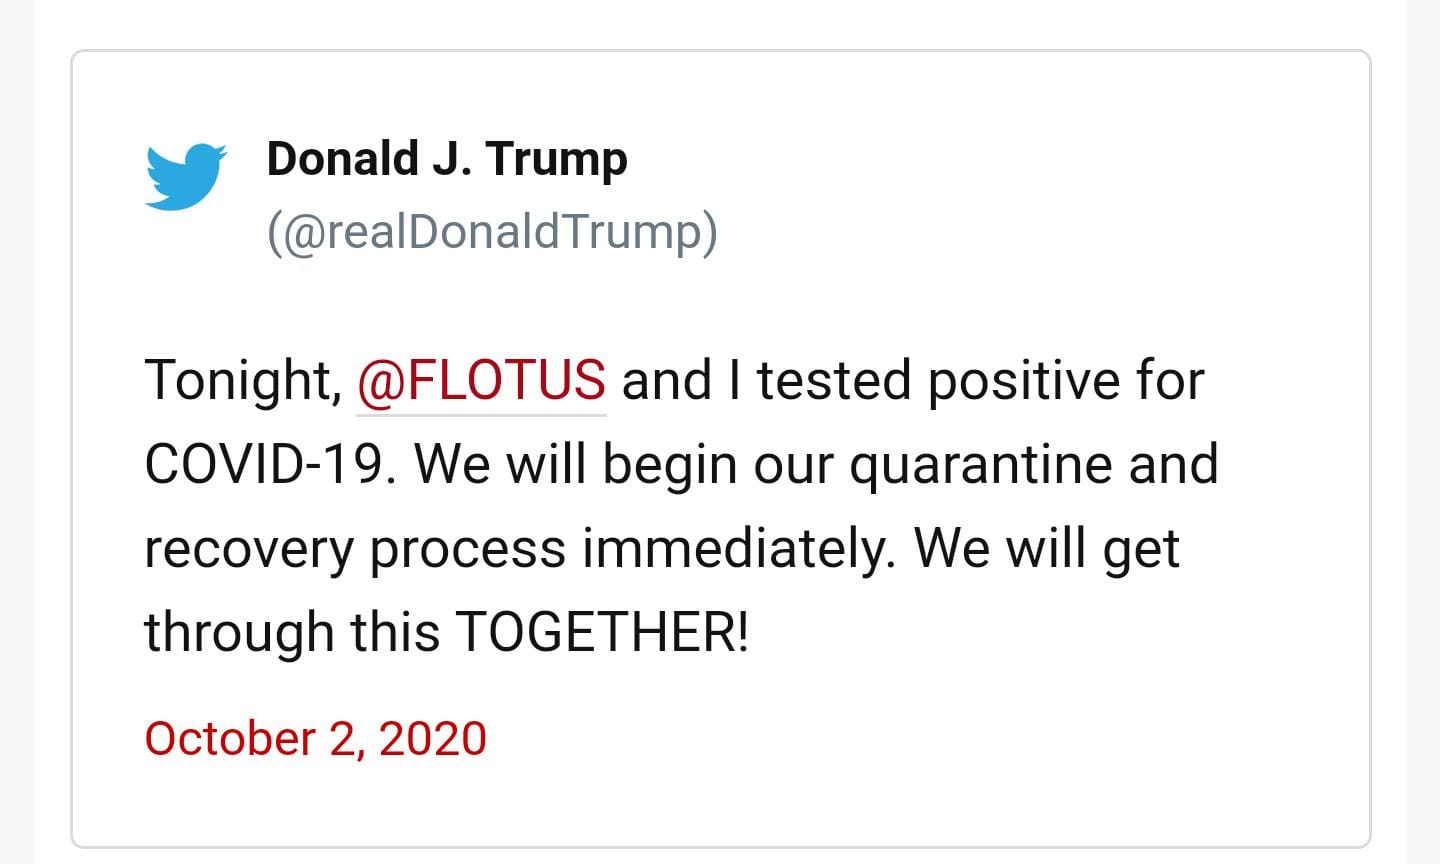 Donald J. Trump
(@realDonaldTrump)
Tonight, @FLOTUS and I tested positive for
COVID-19. We will begin our quarantine and
recovery process immediately. We will get
through this TOGETHER!
October 2, 2020